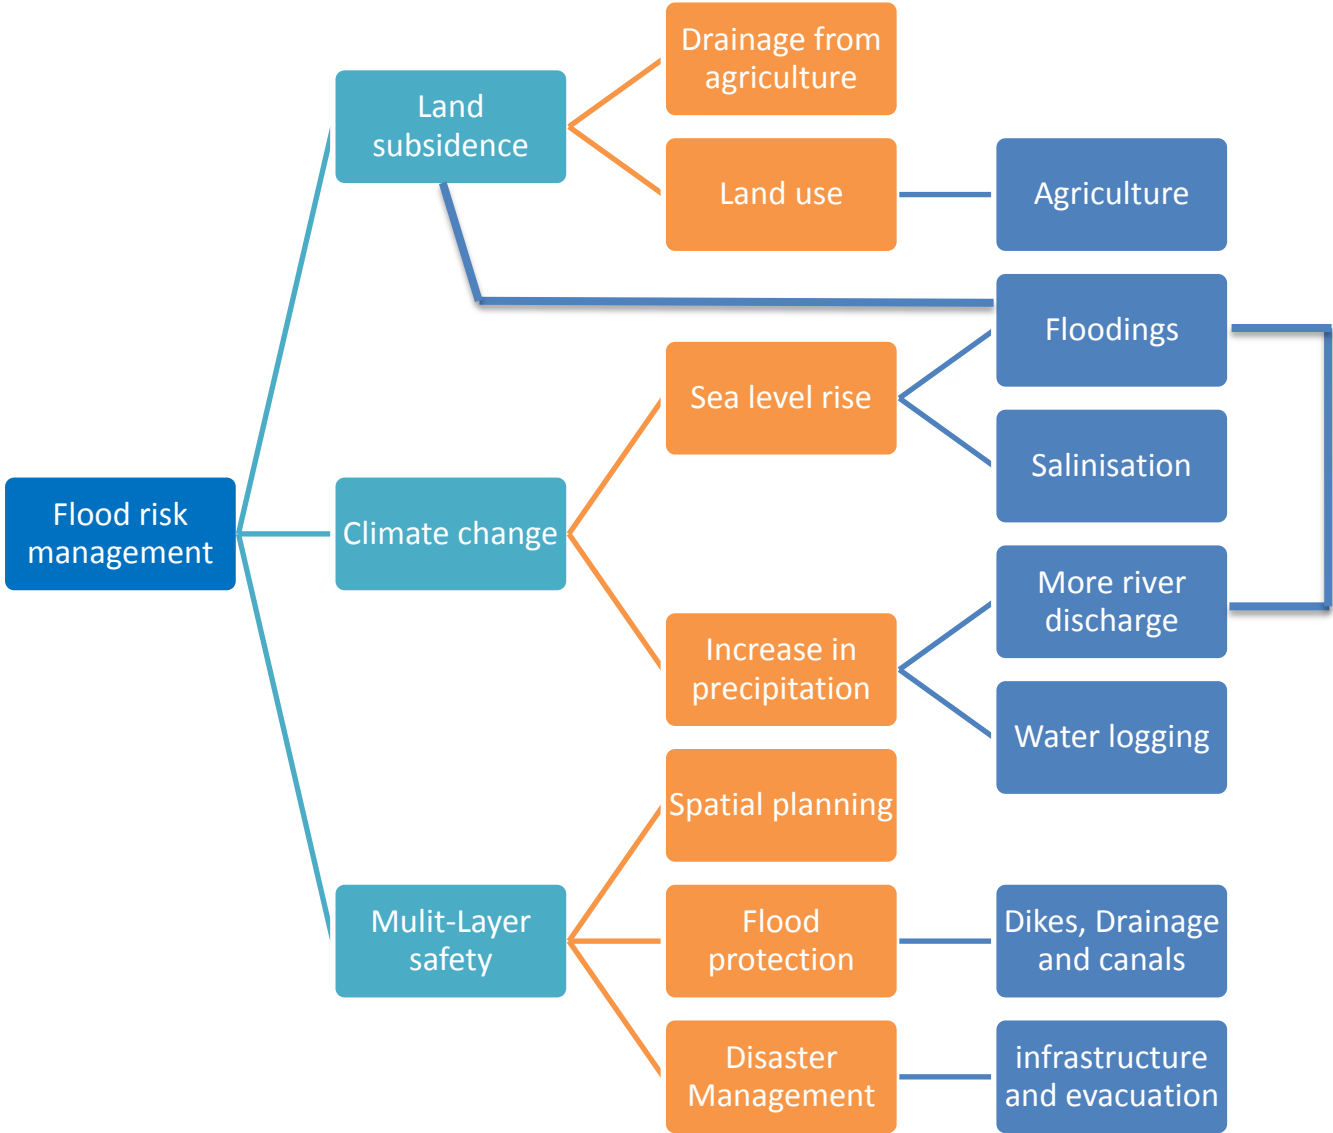 Flood risk
management
Land
subsidence
Drainage from
agriculture
Land use
Agriculture
Climate change
Sea level rise
Floodings
Salinisation
Increase in
precipitation
More river
discharge
Water logging
Mulit-Layer
safety
Spatial planning
Flood
protection
Dikes, Drainage
and canals
Disaster
Management
infrastructure
and evacuation